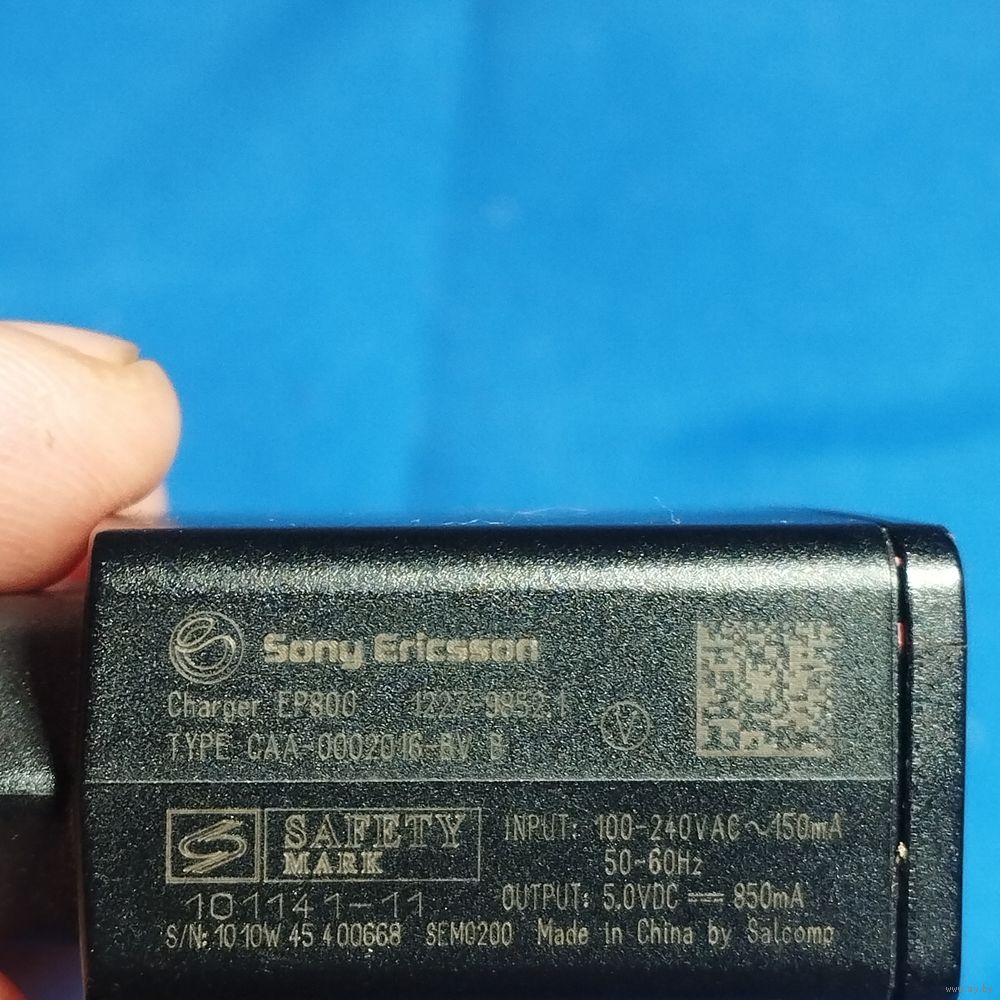 Sony Ericsson
Charger EP800 1227-9852.1
TYPE CAA-0002016-BV B
V
S SAFETY
MARK
101141-11
INPUT: 100-240VAC ~ 150mA
50-60Hz
OUTPUT: 5.0VDC ⎓ 850mA
S/N: 1010W 45 400668 SEM0200 Made in China by Salcomp